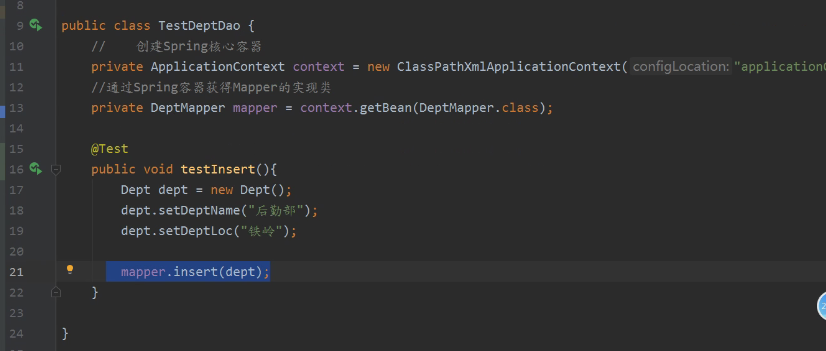 8
9 public class TestDeptDao {
10 // 创建Spring核心容器
11 private ApplicationContext context = new ClassPathXmlApplicationContext( configLocation: "application
12 //通过Spring容器获得Mapper的实现类
13 private DeptMapper mapper = context.getBean(DeptMapper.class);
14
15 @Test
16 public void testInsert(){
17 Dept dept = new Dept();
18 dept.setDeptName("后勤部");
19 dept.setDeptLoc("铁岭");
20
21 mapper.insert(dept);
22 }
23
24 }